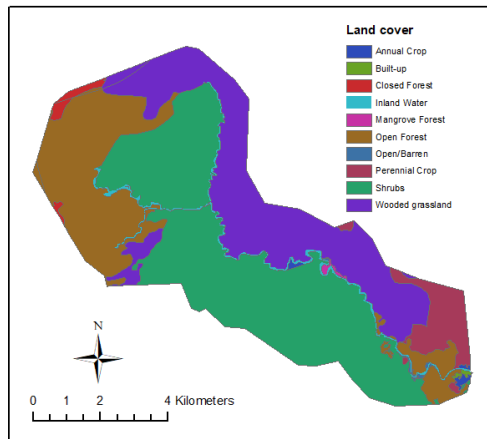 Land cover
Annual Crop
Built-up
Closed Forest
Inland Water
Mangrove Forest
Open Forest
Open/Barren
Perennial Crop
Shrubs
Wooded grassland
N
0 1 2 4 Kilometers